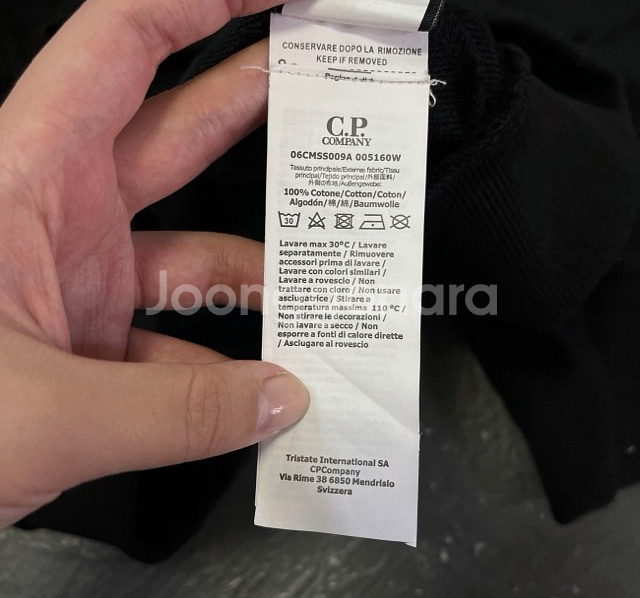 CONSERVARE DOPO LA RIMOZIONE
KEEP IF REMOVED
C.P.
COMPANY
06CMSS009A 005160W
Tessuto principale/External fabric/Tissu
principal/Tejido principal/外部面料/
外側の布地/Außengewebe:
100% Cotone/Cotton/Coton/
Algodón/棉/綿/Baumwolle
30
Lavare max 30°C / Lavare
separatamente / Rimuovere
accessori prima di lavare /
Lavare con colori similari /
Lavare a rovescio / Non
trattare con cloro / Non usare
asciugatrice / Stirare a
temperatura massima 110 °C /
Non stirare le decorazioni /
Non lavare a secco / Non
esporre a fonti di calore dirette
/ Asciugare al rovescio
Tristate International SA
CPCompany
Via Rime 38 6850 Mendrisio
Svizzera